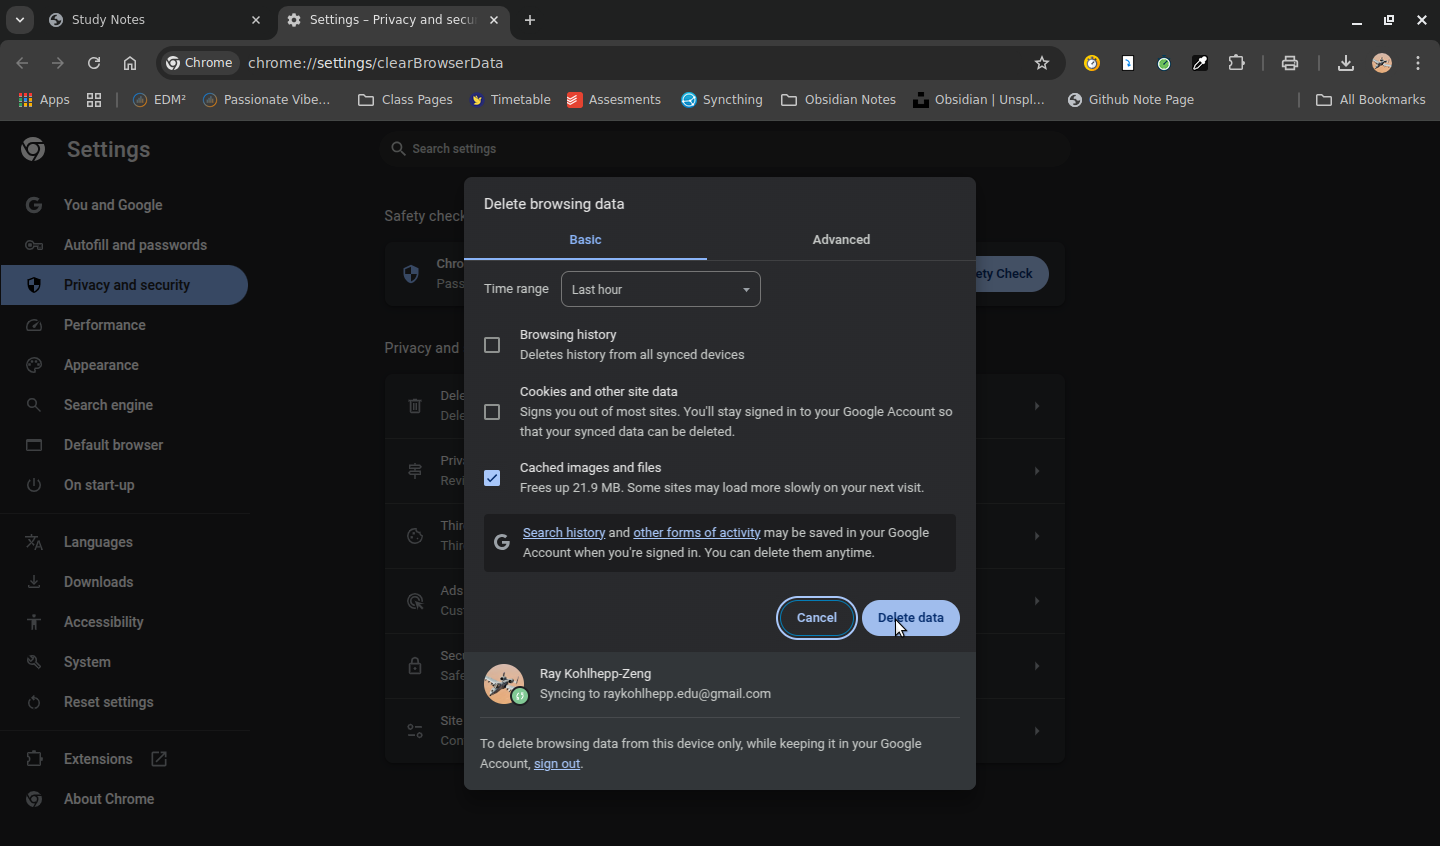 Study Notes
Settings – Privacy and secu
Chrome
chrome://settings/clearBrowserData
Apps
EDM²
Passionate Vibe...
Class Pages
Timetable
Assesments
Syncthing
Obsidian Notes
Obsidian | Unspl...
Github Note Page
All Bookmarks
Settings
Search settings
You and Google
Autofill and passwords
Privacy and security
Performance
Appearance
Search engine
Default browser
On start-up
Languages
Downloads
Accessibility
System
Reset settings
Extensions
About Chrome
Safety check
Chro
Pass
ety Check
Privacy and
Dele
Dele
Priva
Revi
Thir
Thir
Ads
Cus
Secu
Safe
Site
Con
Delete browsing data
Basic
Advanced
Time range
Last hour
Browsing history
Deletes history from all synced devices
Cookies and other site data
Signs you out of most sites. You'll stay signed in to your Google Account so
that your synced data can be deleted.
Cached images and files
Frees up 21.9 MB. Some sites may load more slowly on your next visit.
Search history and other forms of activity may be saved in your Google
Account when you're signed in. You can delete them anytime.
Cancel
Delete data
Ray Kohlhepp-Zeng
Syncing to raykohlhepp.edu@gmail.com
To delete browsing data from this device only, while keeping it in your Google
Account, sign out.